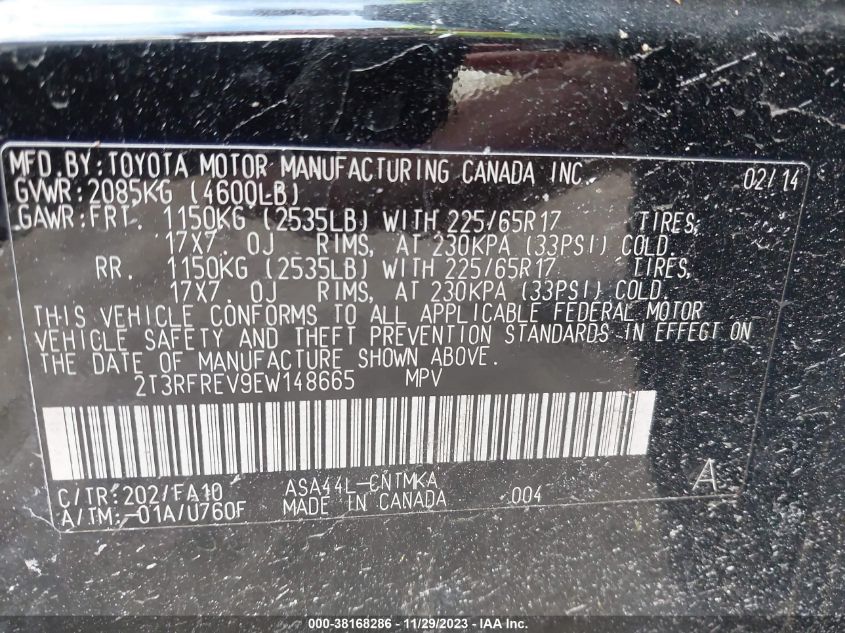 MFD.BY:TOYOTA MOTOR MANUFACTURING CANADA INC. 02/14
GVWR:2085KG (4600LB)
GAWR:FRT. 1150KG (2535LB) WITH 225/65R17 TIRES,
17X7.0J RIMS, AT 230KPA (33PSI) COLD.
RR. 1150KG (2535LB) WITH 225/65R17 TIRES,
17X7.0J RIMS, AT 230KPA (33PSI) COLD.
THIS VEHICLE CONFORMS TO ALL APPLICABLE FEDERAL MOTOR
VEHICLE SAFETY AND THEFT PREVENTION STANDARDS IN EFFECT ON
THE DATE OF MANUFACTURE SHOWN ABOVE.
2T3RFREV9EW148665 MPV
C/TR:202/FA10 ASA44L-CNTMKA 004 A
A/TM:-01A/U760F MADE IN CANADA
000-38168286 - 11/29/2023 - IAA Inc.